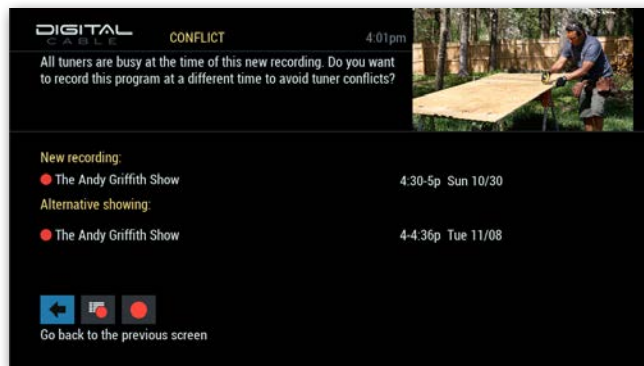 DIGITAL
CABLE
CONFLICT
4:01pm
All tuners are busy at the time of this new recording. Do you want
to record this program at a different time to avoid tuner conflicts?
New recording:
The Andy Griffith Show 4:30-5p Sun 10/30
Alternative showing:
The Andy Griffith Show 4-4:36p Tue 11/08
Go back to the previous screen